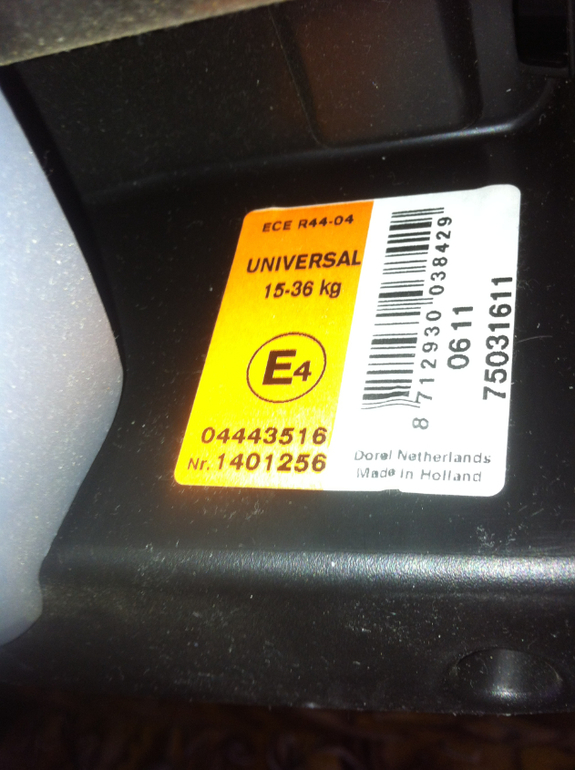 ECE R44-04
UNIVERSAL
15-36 kg
E4
04443516
Nr. 1401256
8 712930 038429
0611
75031611
Dorel Netherlands
Made in Holland